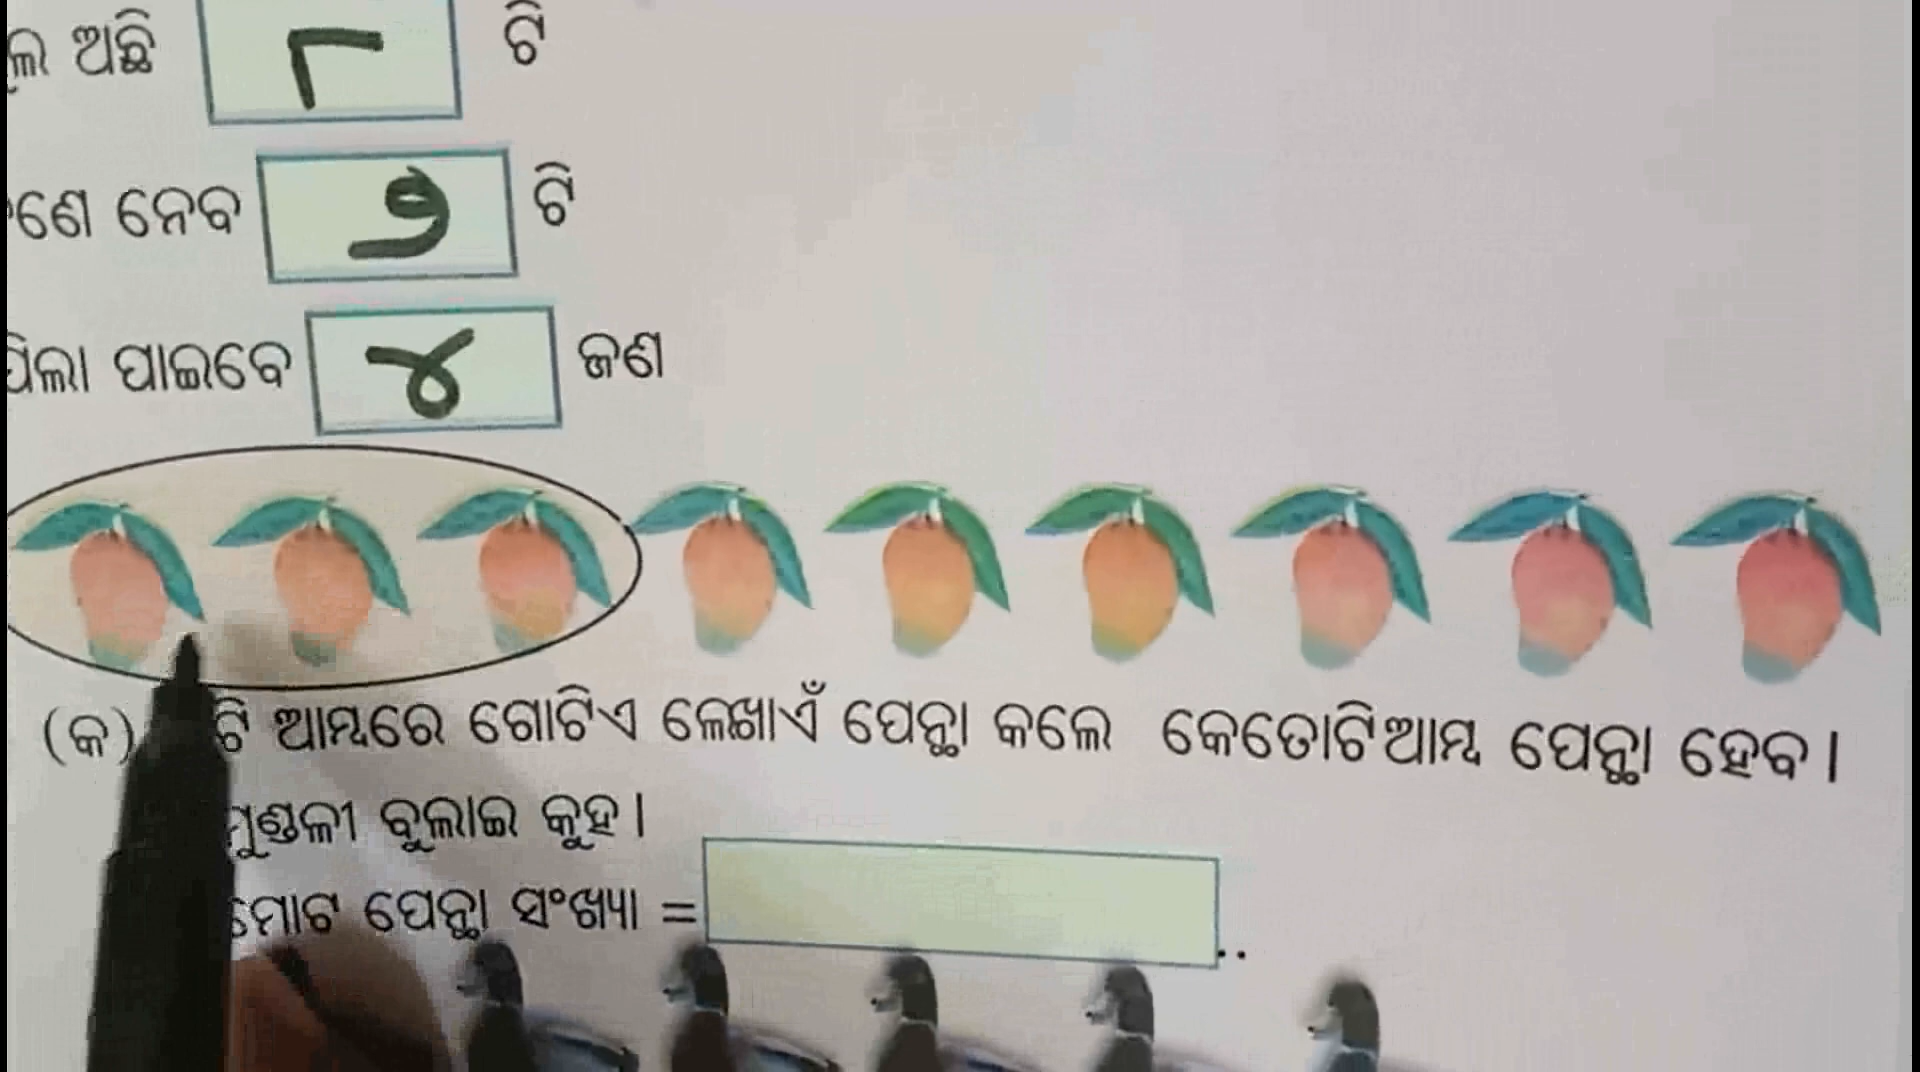 ଅଛି ୮ ଟି
ନେବ ୨ ଟି
ପିଲା ପାଇବେ ୪ ଜଣ
(କ) ଟି ଆମ୍ବରେ ଗୋଟିଏ ଲେଖାଏଁ ପେନ୍ଥା କଲେ କେତୋଟି ଆମ୍ବ ପେନ୍ଥା ହେବ ।
ମୁଣ୍ଡଳୀ ବୁଲାଇ କୁହ ।
ମୋଟ ପେନ୍ଥା ସଂଖ୍ୟା = ..